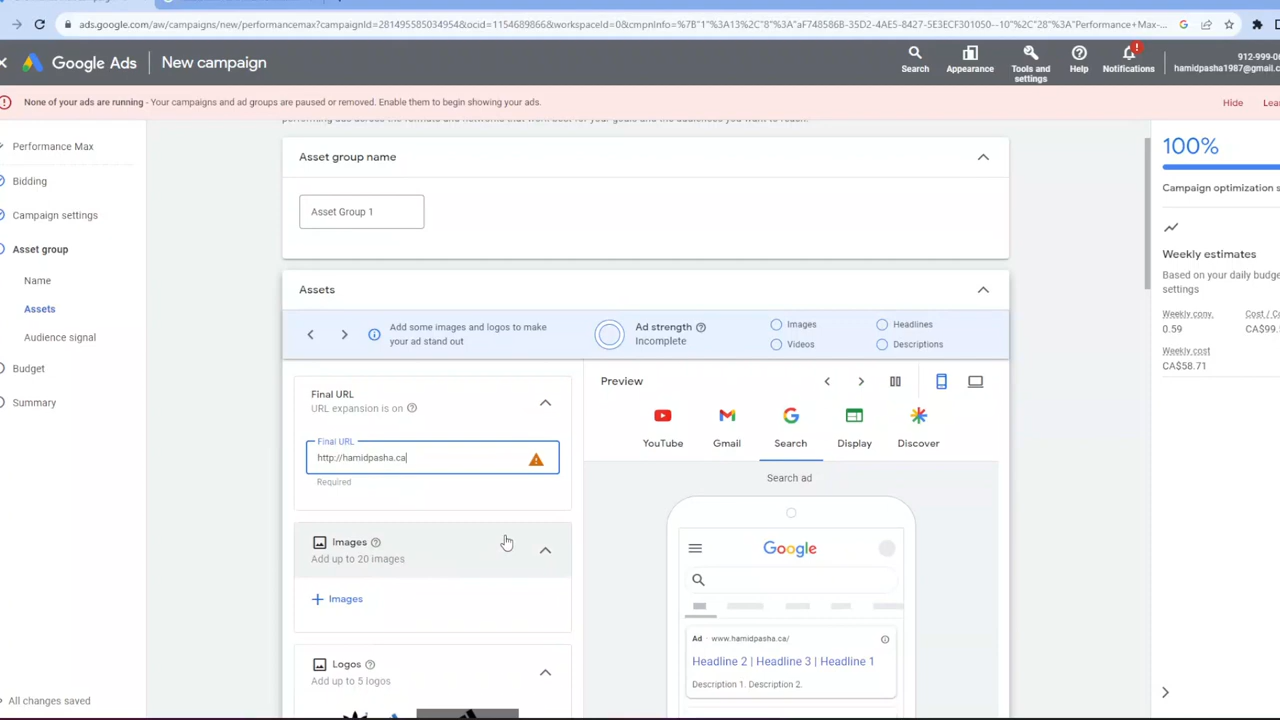 ads.google.com/aw/campaigns/new/performancemax?campaignId=281495585034954&ocid=1154689866&workspaceId=0&cmpnInfo=%7B"1"%3A13%2C"8"%3A"aF748586B-35D2-4AE5-8427-5E3ECF301050--10"%2C"28"%3A"Performance+Max-...
Google Ads
New campaign
Search
Appearance
Tools and
settings
Help
Notifications
912-999-0
hamidpasha1987@gmail.c
None of your ads are running - Your campaigns and ad groups are paused or removed. Enable them to begin showing your ads.
Hide
Lea
Performance Max
Bidding
Campaign settings
Asset group
Name
Assets
Audience signal
Budget
Summary
All changes saved
Asset group name
Asset Group 1
Assets
Add some images and logos to make
your ad stand out
Ad strength
Incomplete
Images
Videos
Headlines
Descriptions
Final URL
URL expansion is on
Final URL
http://hamidpasha.ca
Required
Images
Add up to 20 images
+ Images
Logos
Add up to 5 logos
Preview
YouTube
Gmail
Search
Display
Discover
Search ad
Google
Ad · www.hamidpasha.ca/
Headline 2 | Headline 3 | Headline 1
Description 1. Description 2.
100%
Campaign optimization s
Weekly estimates
Based on your daily budge
settings
Weekly conv.
0.59
Cost / Co
CA$99.
Weekly cost
CA$58.71